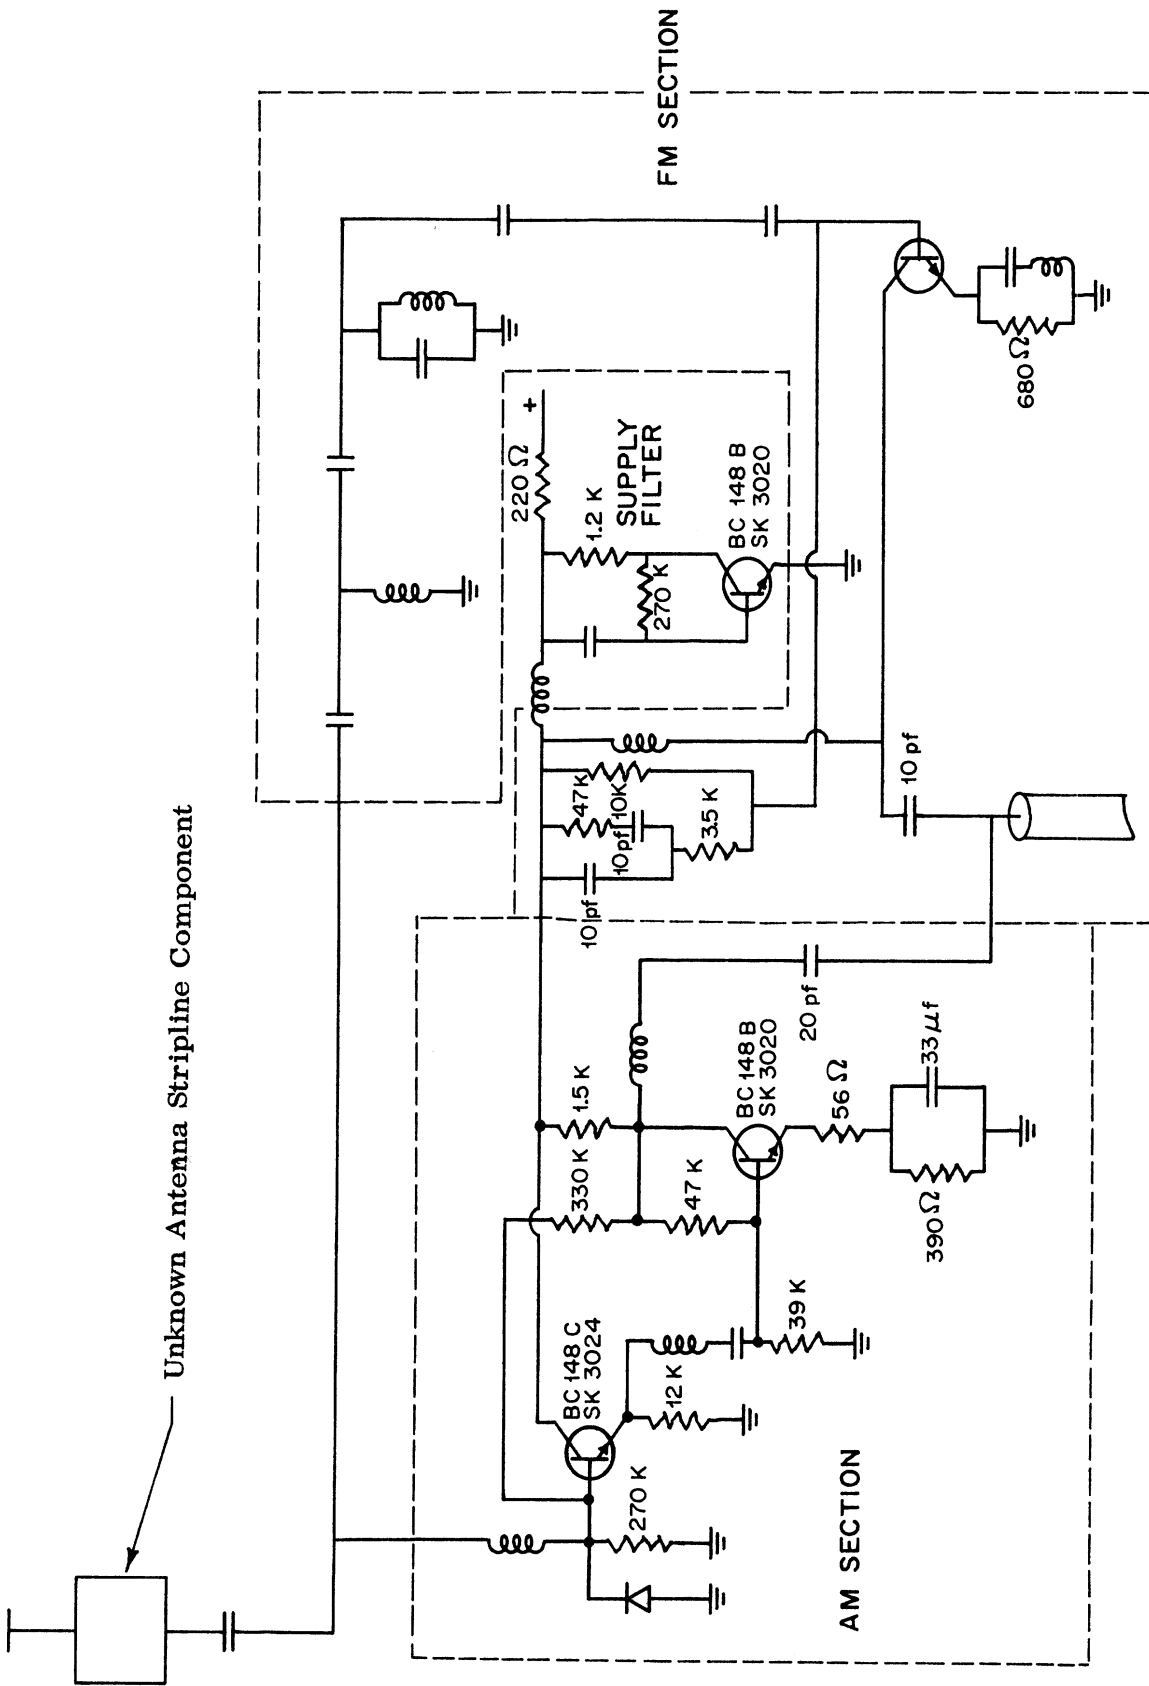 Unknown Antenna Stripline Component
FM SECTION
220 Ω
+
1.2 K
SUPPLY
FILTER
270 K
BC 148 B
SK 3020
680 Ω
47K
10K
10 pf
10 pf
3.5 K
10 pf
20 pf
1.5 K
330 K
47 K
BC 148 B
SK 3020
56 Ω
33 μf
390 Ω
BC 148 C
SK 3024
12 K
39 K
270 K
AM SECTION